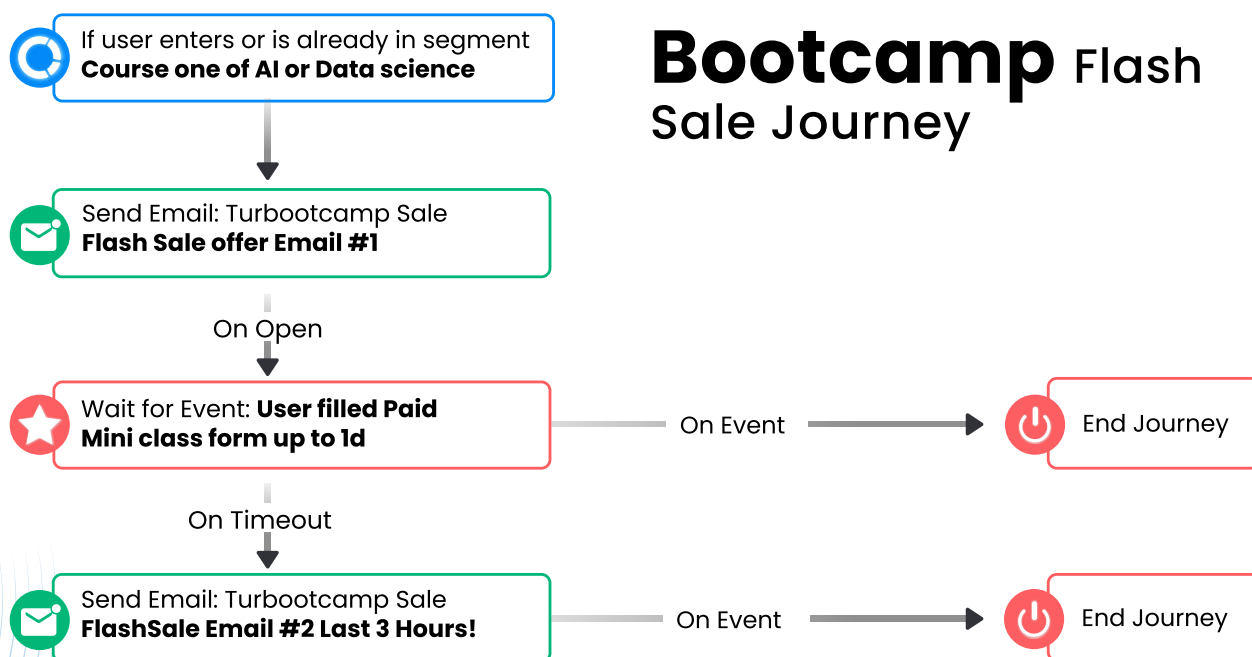 Bootcamp Flash
Sale Journey
If user enters or is already in segment
Course one of AI or Data science
Send Email: Turbootcamp Sale
Flash Sale offer Email #1
On Open
Wait for Event: User filled Paid
Mini class form up to 1d
On Event
End Journey
On Timeout
Send Email: Turbootcamp Sale
FlashSale Email #2 Last 3 Hours!
On Event
End Journey